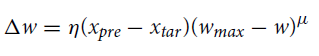 Δw = η(x_pre − x_tar)(w_max − w)^μ